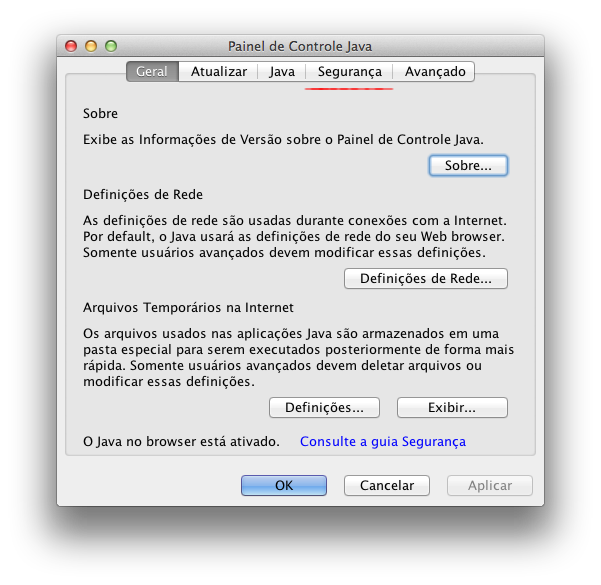 Painel de Controle Java
Geral Atualizar Java Segurança Avançado
Sobre
Exibe as Informações de Versão sobre o Painel de Controle Java.
Sobre...
Definições de Rede
As definições de rede são usadas durante conexões com a Internet.
Por default, o Java usará as definições de rede do seu Web browser.
Somente usuários avançados devem modificar essas definições.
Definições de Rede...
Arquivos Temporários na Internet
Os arquivos usados nas aplicações Java são armazenados em uma
pasta especial para serem executados posteriormente de forma mais
rápida. Somente usuários avançados devem deletar arquivos ou
modificar essas definições.
Definições... Exibir...
O Java no browser está ativado. Consulte a guia Segurança
OK Cancelar Aplicar